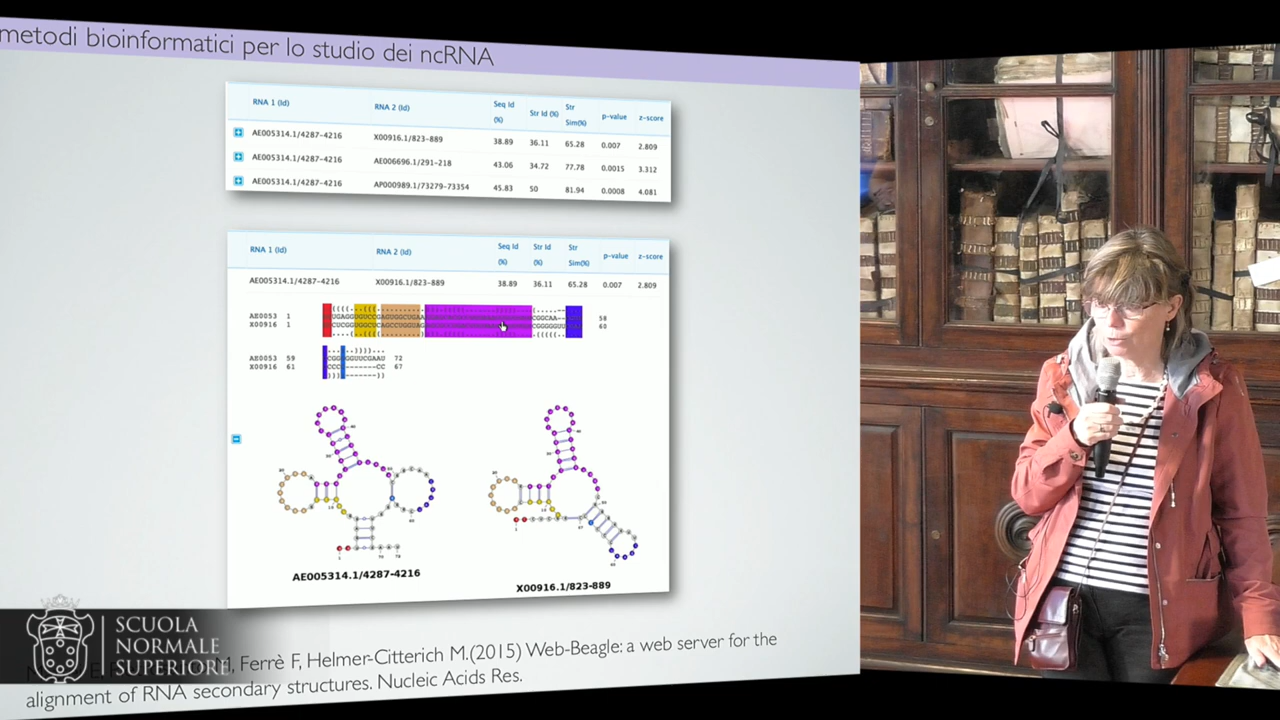 metodi bioinformatici per lo studio dei ncRNA
RNA 1 (Id) RNA 2 (Id) Seq Id (%) Str Id (%) Str Sim(%) p-value z-score
AE005314.1/4287-4216 X00916.1/823-889 38.89 36.11 65.28 0.007 2.809
AE005314.1/4287-4216 AE006696.1/291-218 43.06 34.72 77.78 0.0015 3.312
AE005314.1/4287-4216 AP000989.1/73279-73354 45.83 50 81.94 0.0008 4.081
RNA 1 (Id) RNA 2 (Id) Seq Id (%) Str Id (%) Str Sim(%) p-value z-score
AE005314.1/4287-4216 X00916.1/823-889 38.89 36.11 65.28 0.007 2.809
AE0053 1 58
X00916 1 60
AE0053 59 72
X00916 61 67
AE005314.1/4287-4216
X00916.1/823-889
Ferrè F, Helmer-Citterich M.(2015) Web-Beagle: a web server for the
alignment of RNA secondary structures. Nucleic Acids Res.
SCUOLA
NORMALE
SUPERIORE